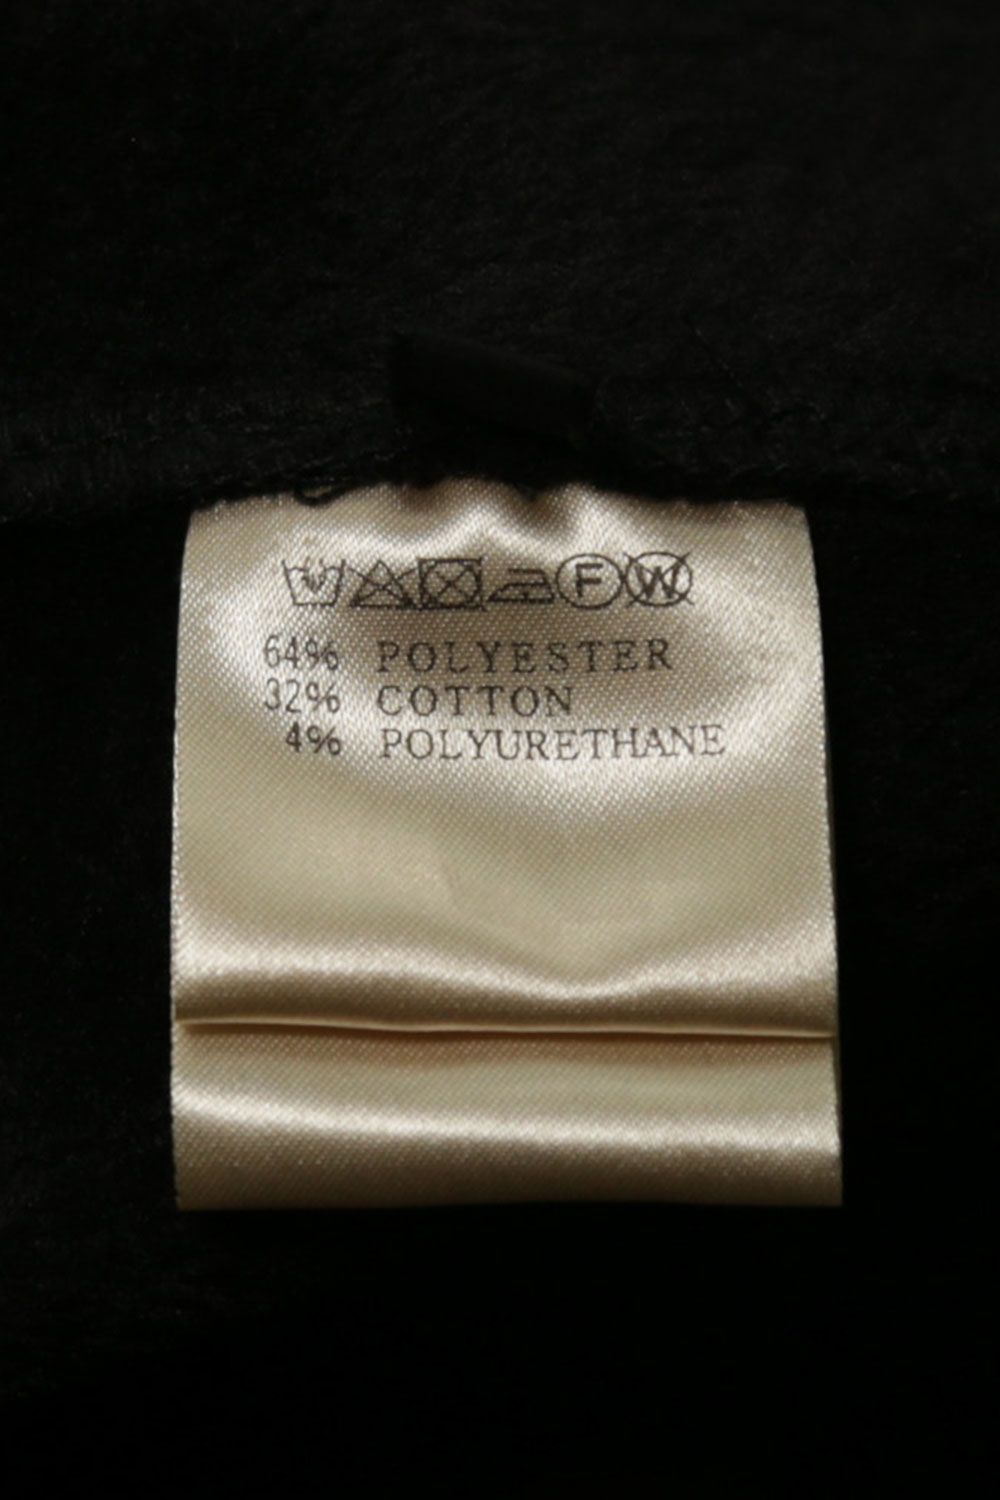 F W
64% POLYESTER
32% COTTON
4% POLYURETHANE